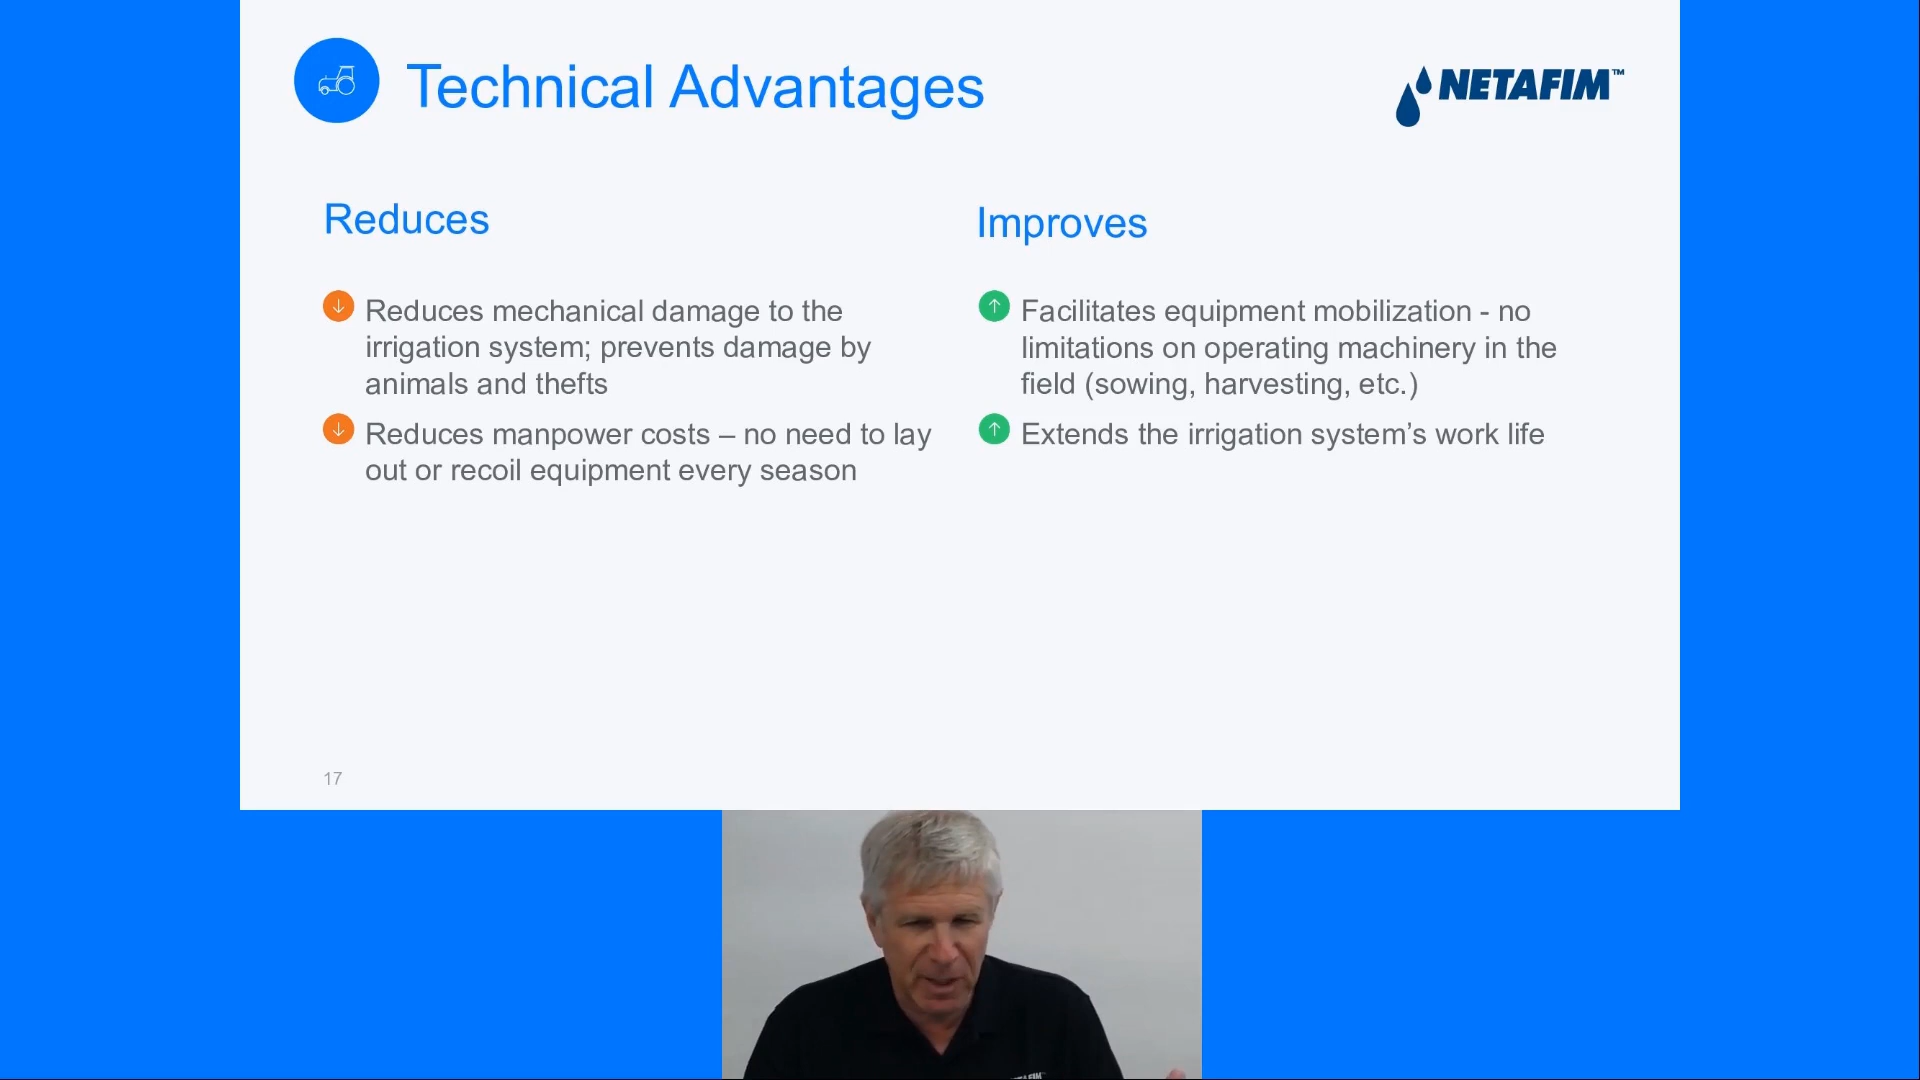 Technical Advantages
NETAFIM™
Reduces
Reduces mechanical damage to the
irrigation system; prevents damage by
animals and thefts
Reduces manpower costs – no need to lay
out or recoil equipment every season
Improves
Facilitates equipment mobilization - no
limitations on operating machinery in the
field (sowing, harvesting, etc.)
Extends the irrigation system’s work life
17